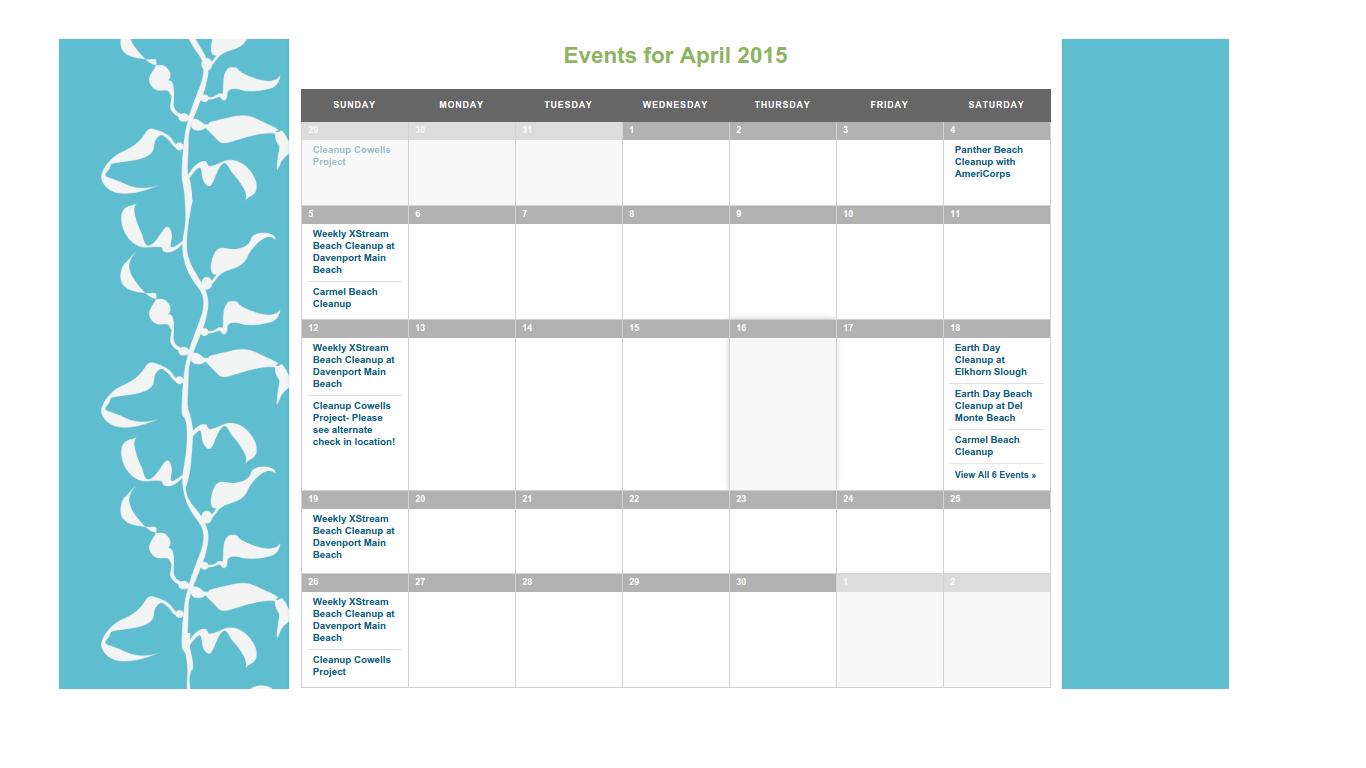 Events for April 2015
SUNDAY MONDAY TUESDAY WEDNESDAY THURSDAY FRIDAY SATURDAY
29 30 31 1 2 3 4
Cleanup Cowells
Project
Panther Beach
Cleanup with
AmeriCorps
5 6 7 8 9 10 11
Weekly XStream
Beach Cleanup at
Davenport Main
Beach
Carmel Beach
Cleanup
12 13 14 15 16 17 18
Weekly XStream
Beach Cleanup at
Davenport Main
Beach
Cleanup Cowells
Project- Please
see alternate
check in location!
Earth Day
Cleanup at
Elkhorn Slough
Earth Day Beach
Cleanup at Del
Monte Beach
Carmel Beach
Cleanup
View All 6 Events »
19 20 21 22 23 24 25
Weekly XStream
Beach Cleanup at
Davenport Main
Beach
26 27 28 29 30 1 2
Weekly XStream
Beach Cleanup at
Davenport Main
Beach
Cleanup Cowells
Project